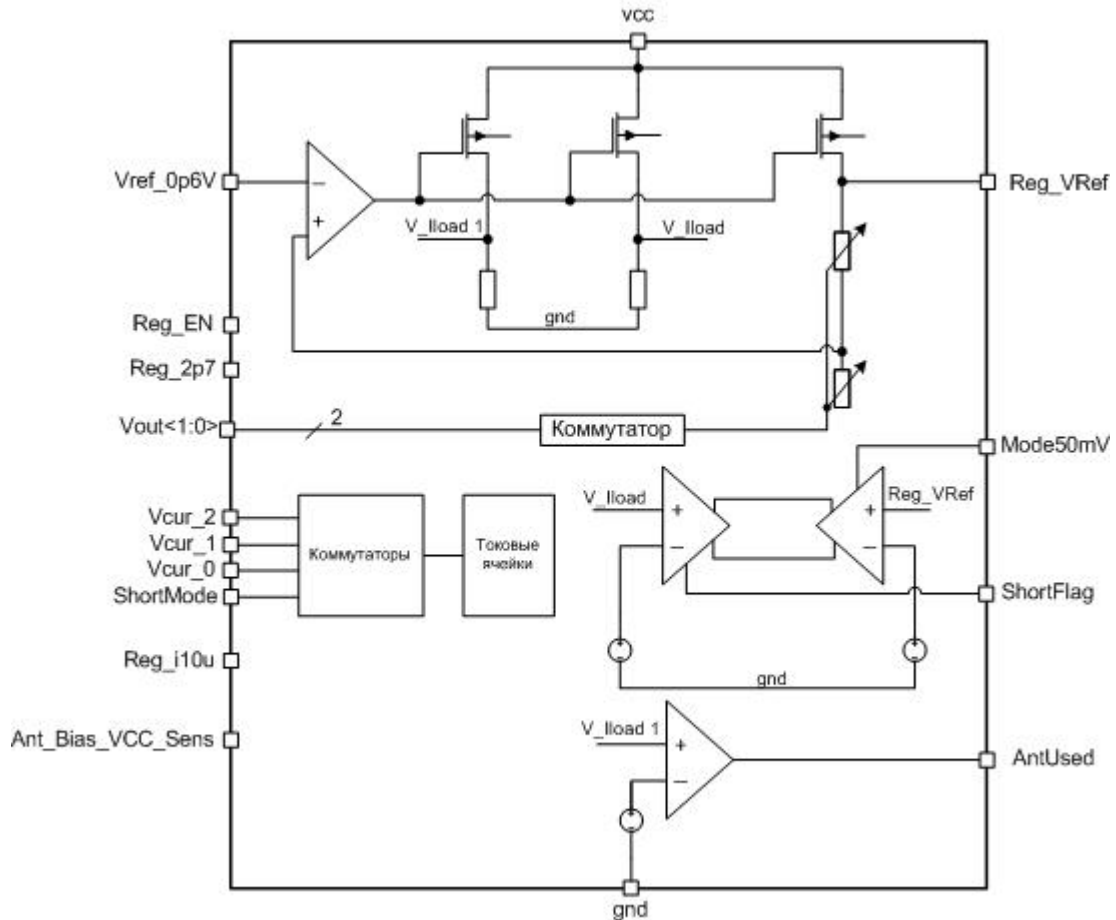 vcc
Vref_0p6V
−
+
Reg_VRef
V_Iload 1
V_Iload
gnd
Reg_EN
Reg_2p7
Vout<1:0>
2
Коммутатор
Mode50mV
V_Iload
+
−
+
−
Reg_VRef
Vcur_2
Vcur_1
Vcur_0
ShortMode
Коммутаторы
Токовые
ячейки
ShortFlag
Reg_i10u
gnd
Ant_Bias_VCC_Sens
V_Iload 1
+
−
AntUsed
gnd